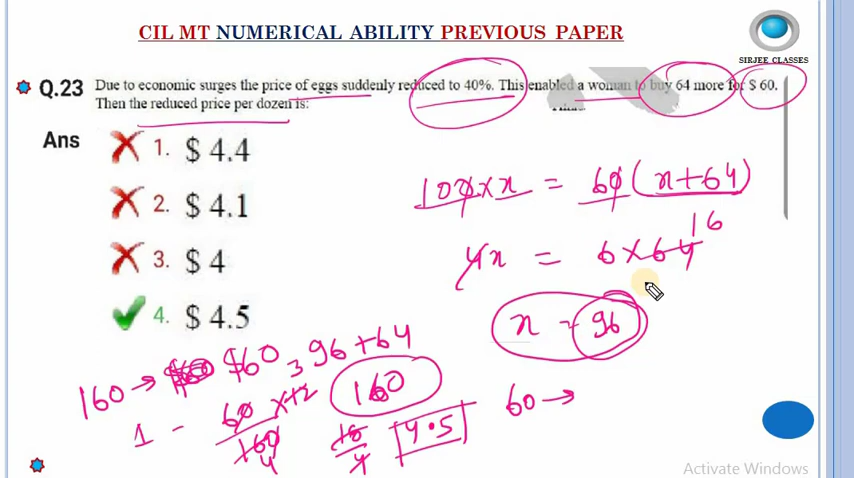 CIL MT NUMERICAL ABILITY PREVIOUS PAPER
SIRJEE CLASSES
Q.23 Due to economic surges the price of eggs suddenly reduced to 40%. This enabled a woman to buy 64 more for $ 60.
Then the reduced price per dozen is:
Ans
1. $ 4.4
2. $ 4.1
3. $ 4
4. $ 4.5
100 × x = 60 (x + 64)
16
4x = 6 × 64
x = 96
160 → $60 $60, 96 + 64
160
1 - 60 × 12
160
4
18
4
4.5
60 →
Activate Windows